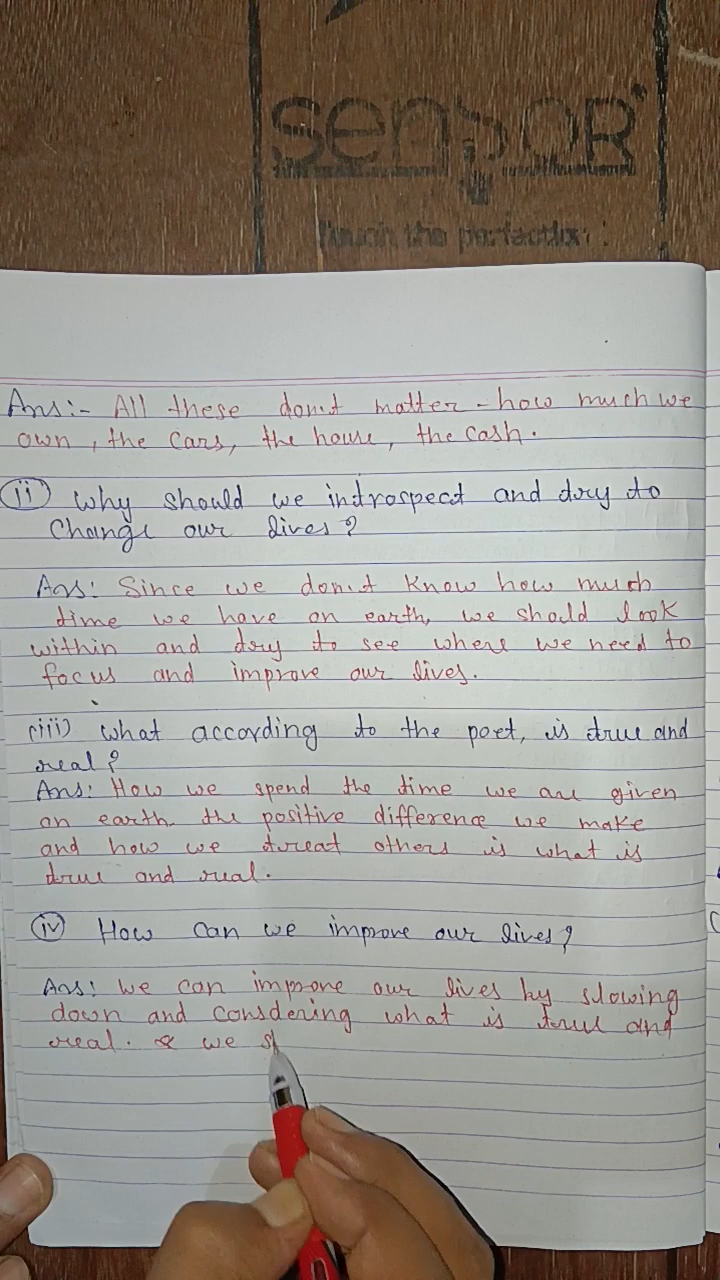 sensOR
Touch the perfection
Ans:- All these don't matter - how much we
own, the cars, the house, the cash.
(ii) Why should we introspect and try to
change our lives?
Ans: Since we don't know how much
time we have on earth, we should look
within and try to see where we need to
focus and improve our lives.
(iii) What according to the poet, is true and
real?
Ans: How we spend the time we are given
on earth. the positive difference we make
and how we treat others is what is
true and real.
(iv) How can we improve our lives?
Ans: We can improve our lives by slowing
down and consdering what is true and
real. & we s